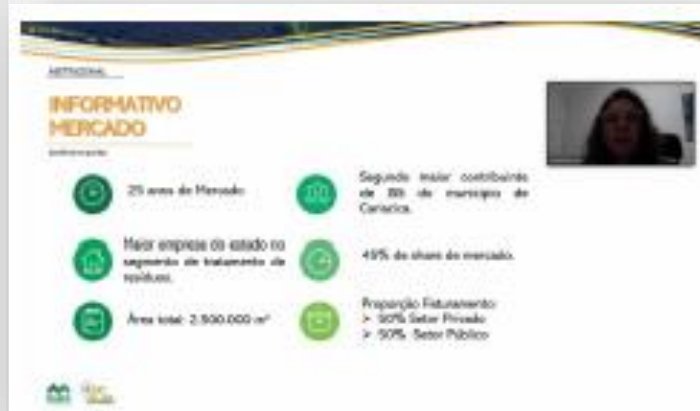 INSTITUCIONAL
INFORMATIVO
MERCADO
25 anos de Mercado
Segundo maior contribuinte
de ISS do município de
Cariacica.
Maior empresa do estado no
segmento de tratamento de
resíduos.
49% de share de mercado.
Área total: 2.500.000 m²
Proporção Faturamento
➢ 50% Setor Privado
➢ 50% Setor Público